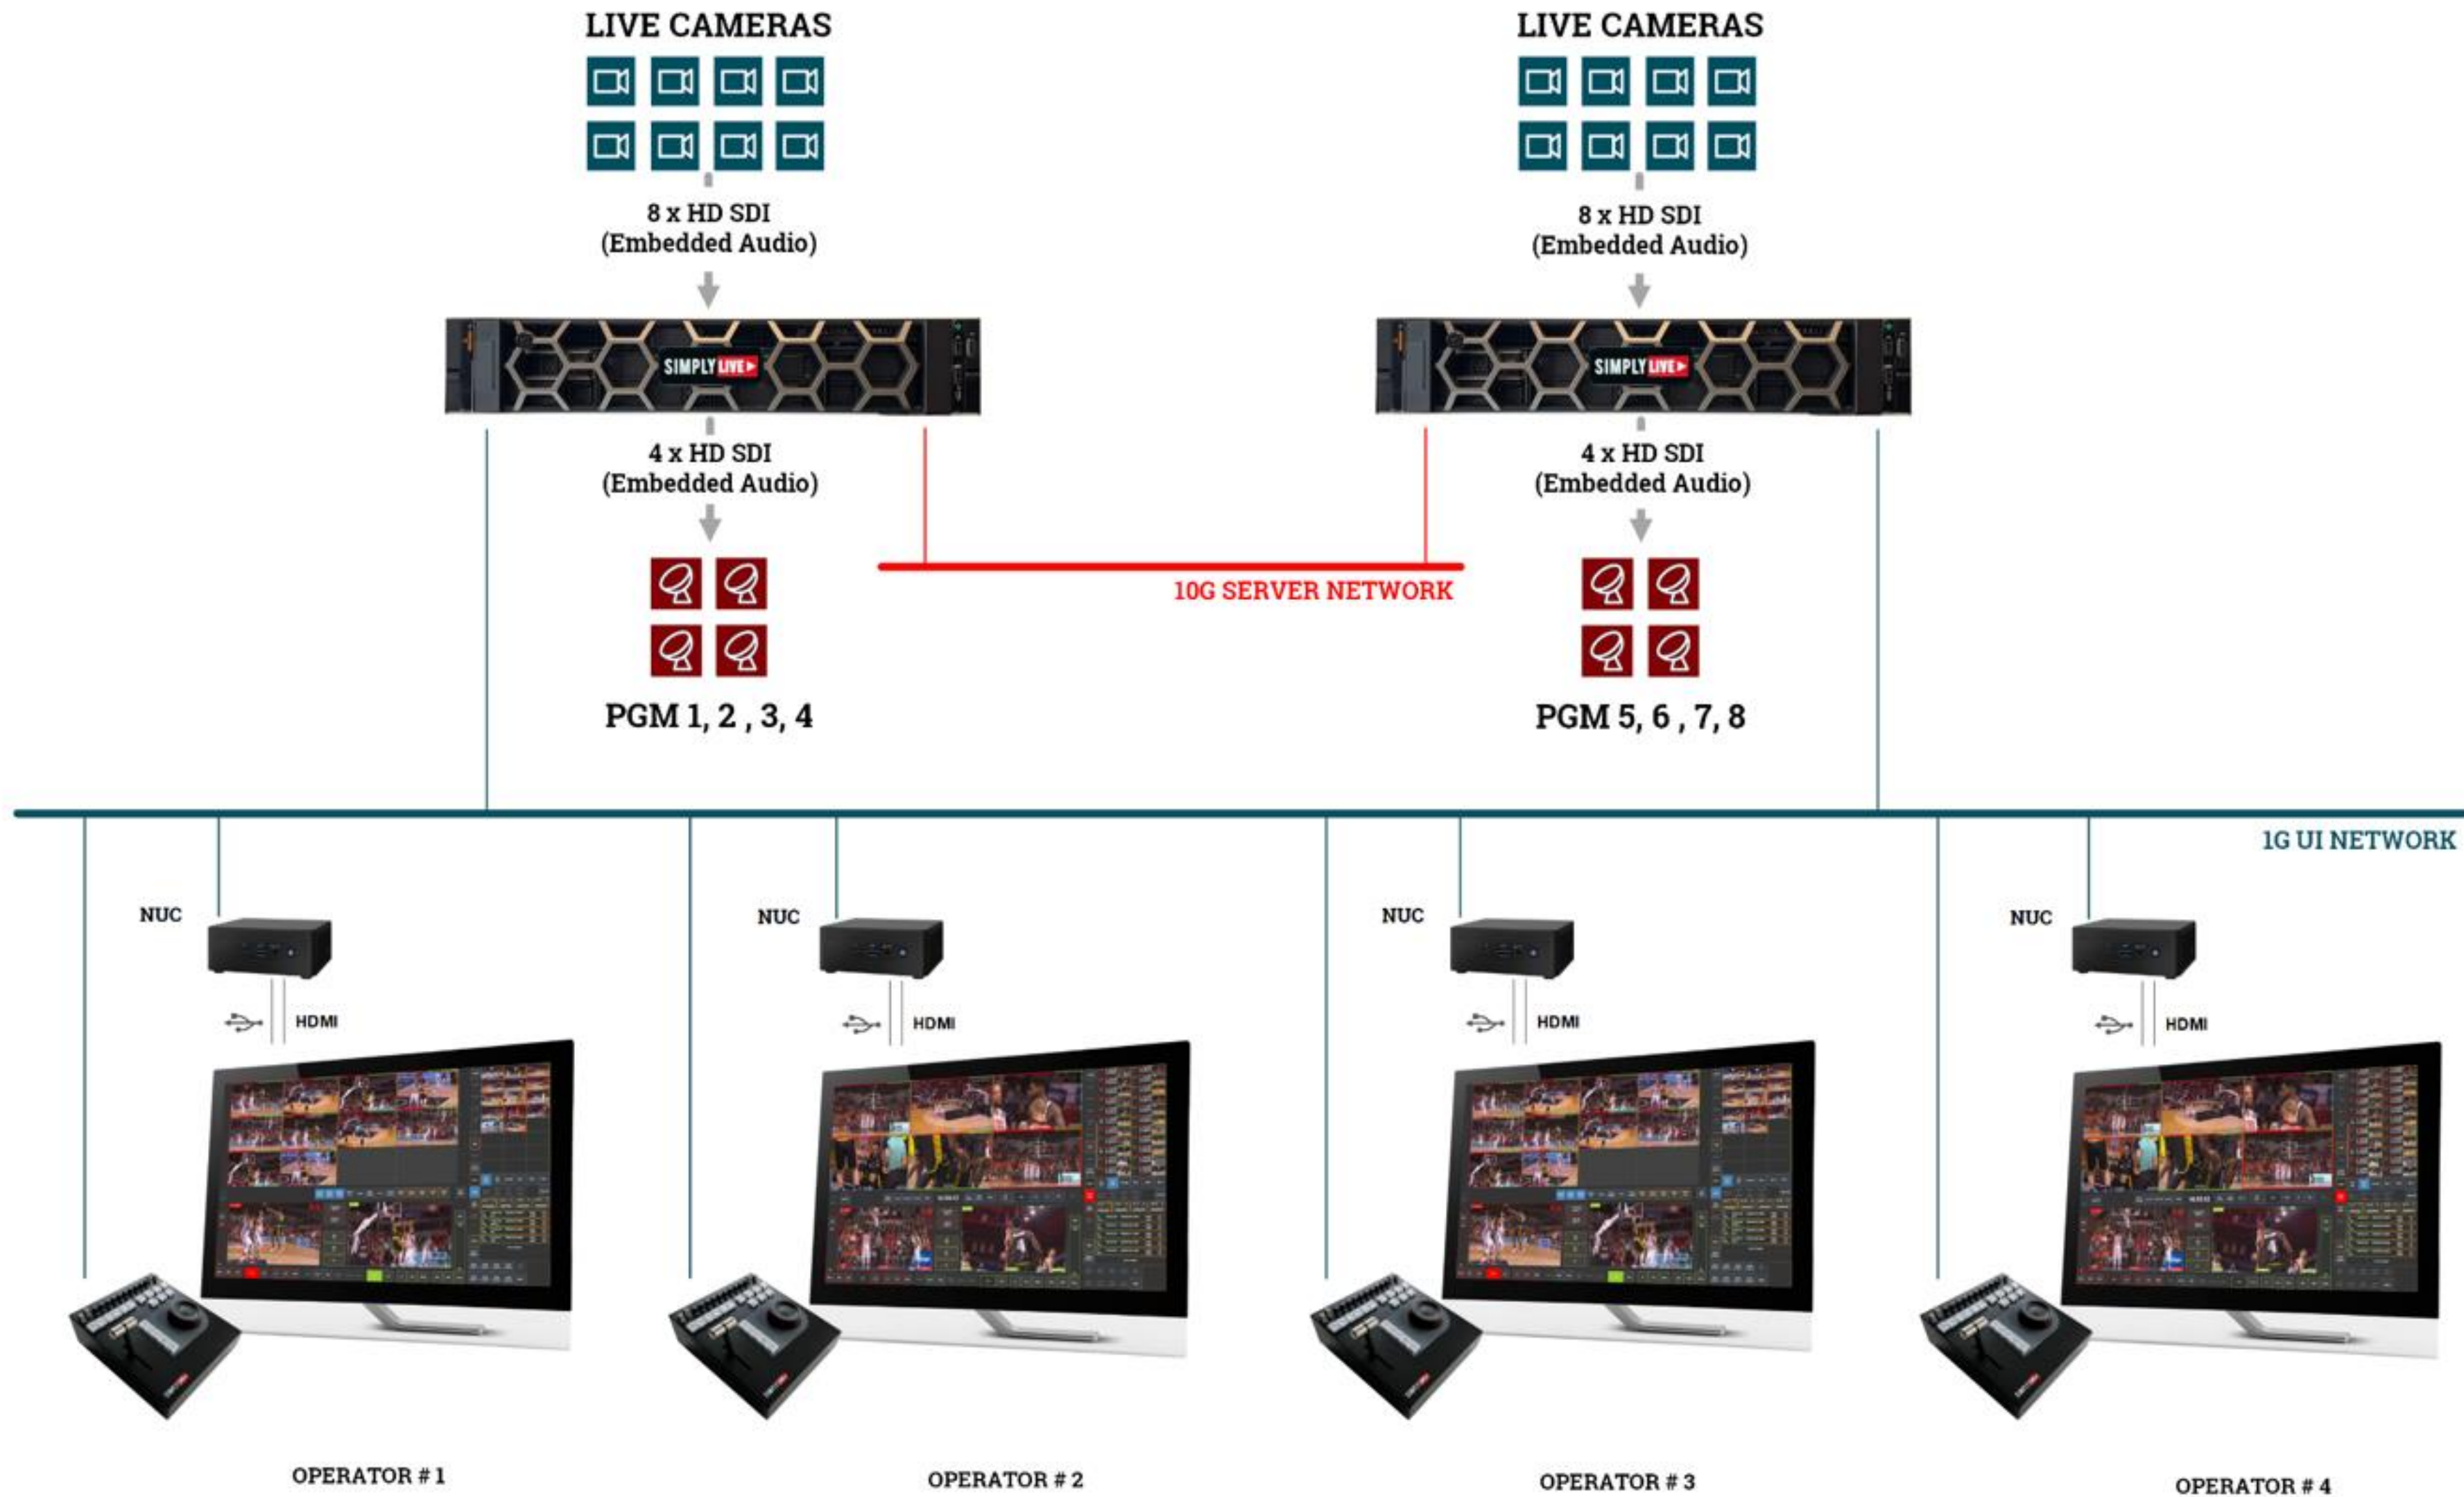 LIVE CAMERAS
LIVE CAMERAS
8 x HD SDI
(Embedded Audio)
8 x HD SDI
(Embedded Audio)
SIMPLY LIVE
SIMPLY LIVE
4 x HD SDI
(Embedded Audio)
4 x HD SDI
(Embedded Audio)
10G SERVER NETWORK
PGM 1, 2 , 3, 4
PGM 5, 6 , 7, 8
1G UI NETWORK
NUC
NUC
NUC
NUC
HDMI
HDMI
HDMI
HDMI
OPERATOR # 1
OPERATOR # 2
OPERATOR # 3
OPERATOR # 4